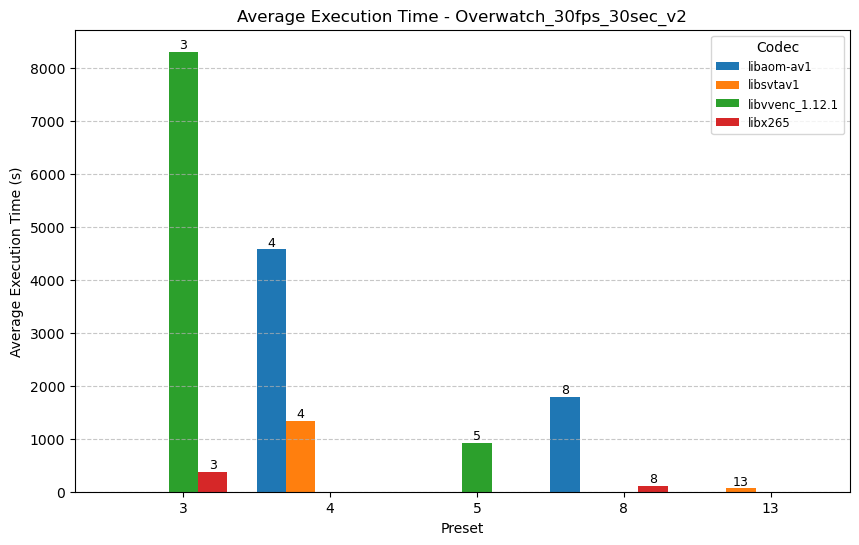 Average Execution Time - Overwatch_30fps_30sec_v2
Codec
libaom-av1
libsvtav1
libvvenc_1.12.1
libx265
Average Execution Time (s)
8000
7000
6000
5000
4000
3000
2000
1000
0
3
3
4
4
5
8
8
13
3 4 5 8 13
Preset